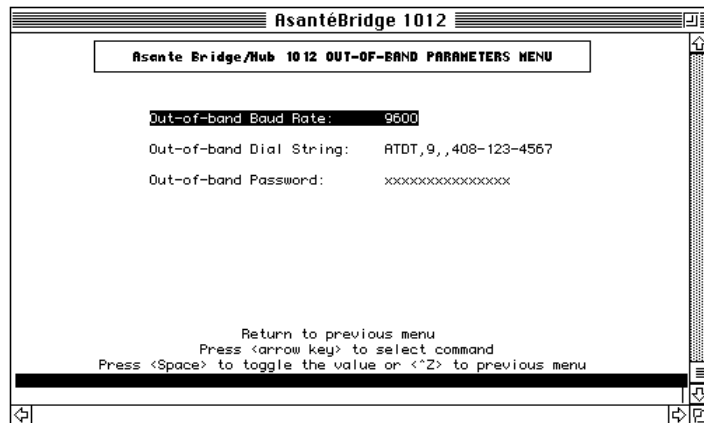 AsantéBridge 1012
Asante Bridge/Hub 1012 OUT-OF-BAND PARAMETERS MENU
Out-of-band Baud Rate: 9600
Out-of-band Dial String: ATDT,9,,408-123-4567
Out-of-band Password: xxxxxxxxxxxxxxx
Return to previous menu
Press <arrow key> to select command
Press <Space> to toggle the value or <^Z> to previous menu